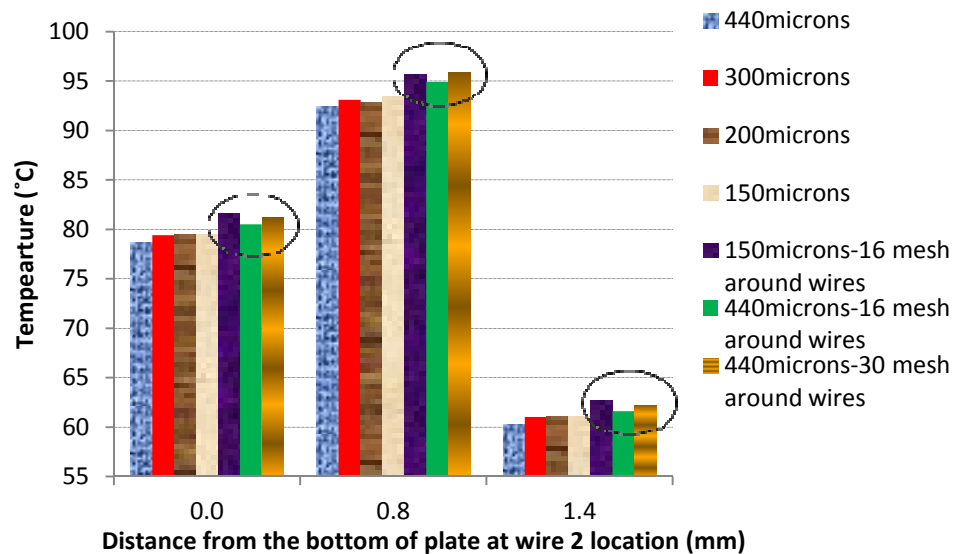 100
95
90
85
80
75
70
65
60
55
Tempearture (˚C)
0.0
0.8
1.4
Distance from the bottom of plate at wire 2 location (mm)
440microns
300microns
200microns
150microns
150microns-16 mesh
around wires
440microns-16 mesh
around wires
440microns-30 mesh
around wires